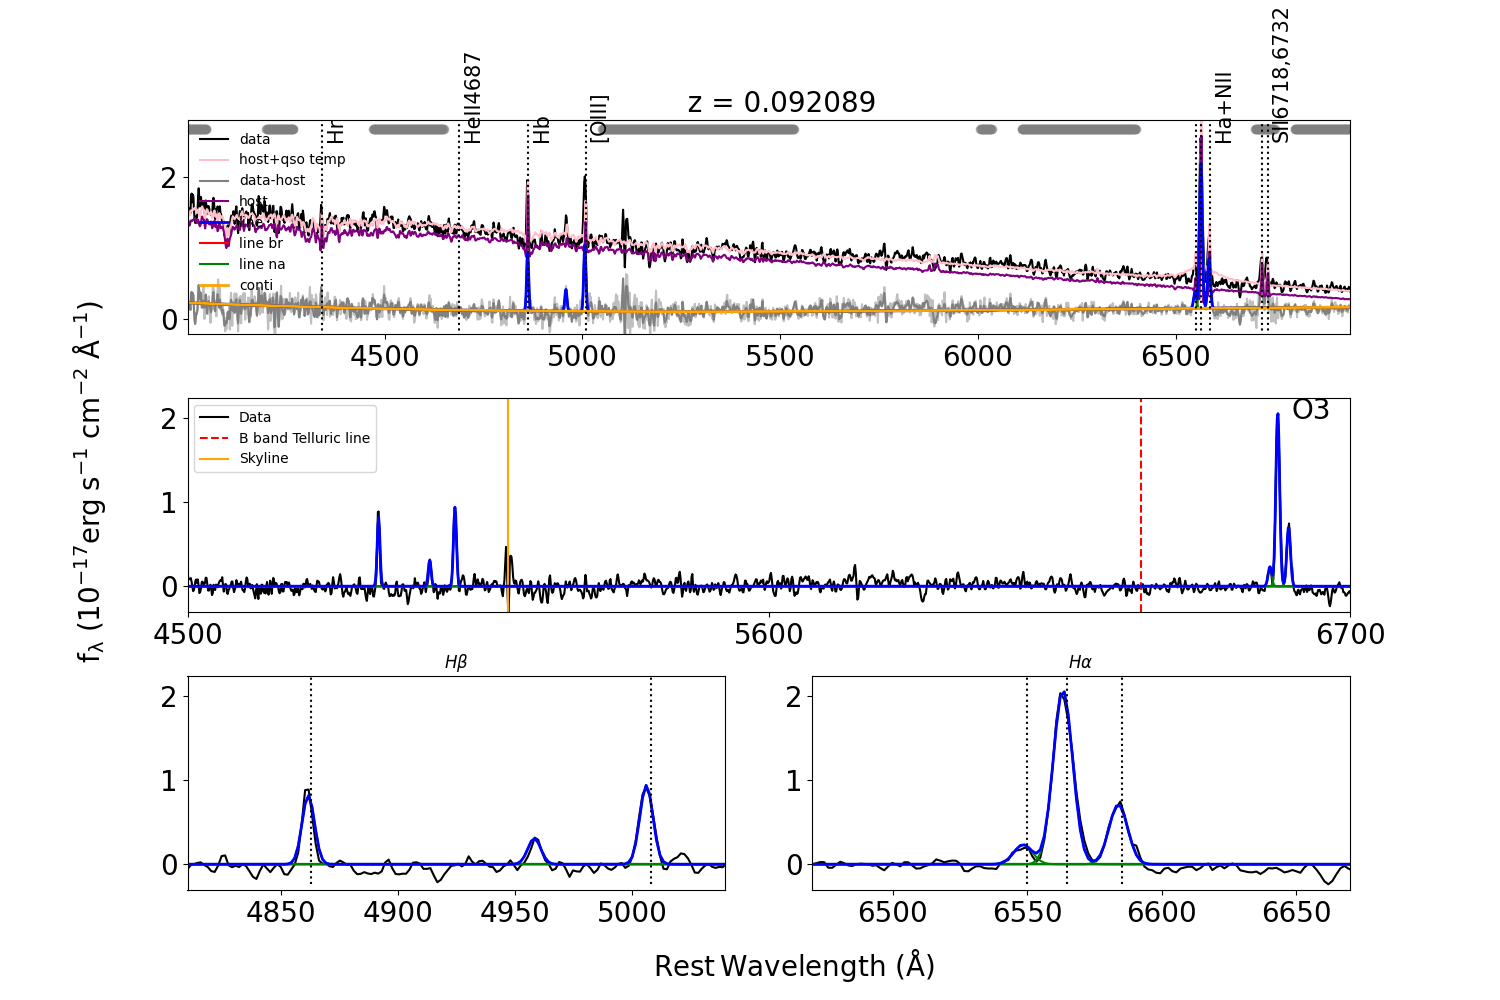 z = 0.092089
Hr
HeII4687
Hb
[OIII]
Ha+NII
SII6718,6732
data
host+qso temp
data-host
host
line
line br
line na
conti
2
0
4500
5000
5500
6000
6500
O3
Data
B band Telluric line
Skyline
2
1
0
4500
5600
6700
fλ (10⁻¹⁷erg s⁻¹ cm⁻² Å⁻¹)
Hβ
2
1
0
4850
4900
4950
5000
Hα
2
1
0
6500
6550
6600
6650
Rest Wavelength (Å)